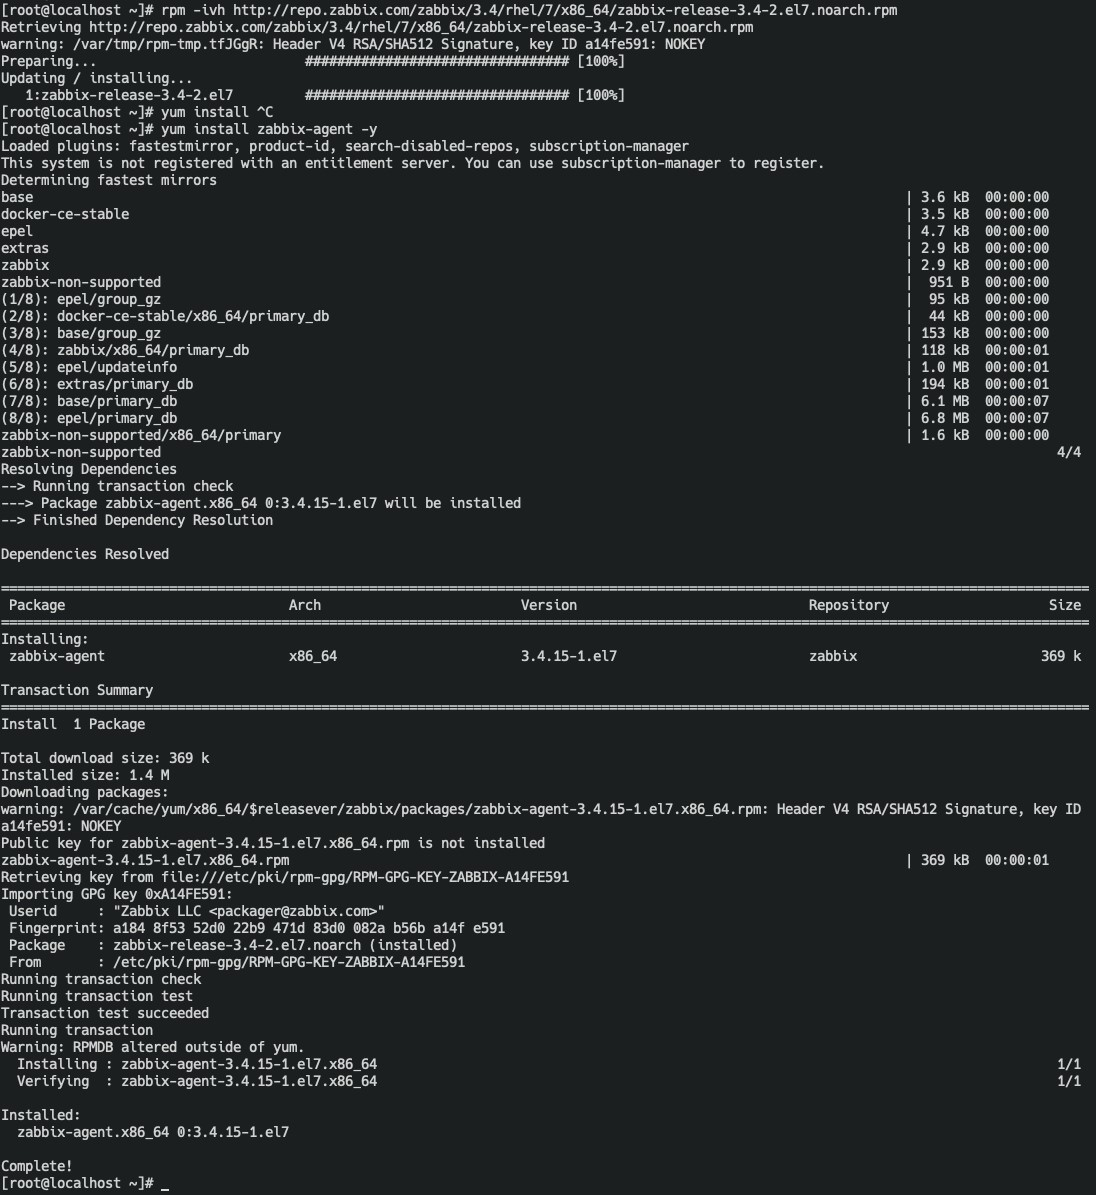 [root@localhost ~]# rpm -ivh http://repo.zabbix.com/zabbix/3.4/rhel/7/x86_64/zabbix-release-3.4-2.el7.noarch.rpm
Retrieving http://repo.zabbix.com/zabbix/3.4/rhel/7/x86_64/zabbix-release-3.4-2.el7.noarch.rpm
warning: /var/tmp/rpm-tmp.tfJGgR: Header V4 RSA/SHA512 Signature, key ID a14fe591: NOKEY
Preparing...                          ################################# [100%]
Updating / installing...
   1:zabbix-release-3.4-2.el7         ################################# [100%]
[root@localhost ~]# yum install ^C
[root@localhost ~]# yum install zabbix-agent -y
Loaded plugins: fastestmirror, product-id, search-disabled-repos, subscription-manager
This system is not registered with an entitlement server. You can use subscription-manager to register.
Determining fastest mirrors
base | 3.6 kB 00:00:00
docker-ce-stable | 3.5 kB 00:00:00
epel | 4.7 kB 00:00:00
extras | 2.9 kB 00:00:00
zabbix | 2.9 kB 00:00:00
zabbix-non-supported | 951 B 00:00:00
(1/8): epel/group_gz | 95 kB 00:00:00
(2/8): docker-ce-stable/x86_64/primary_db | 44 kB 00:00:00
(3/8): base/group_gz | 153 kB 00:00:00
(4/8): zabbix/x86_64/primary_db | 118 kB 00:00:01
(5/8): epel/updateinfo | 1.0 MB 00:00:01
(6/8): extras/primary_db | 194 kB 00:00:01
(7/8): base/primary_db | 6.1 MB 00:00:07
(8/8): epel/primary_db | 6.8 MB 00:00:07
zabbix-non-supported/x86_64/primary | 1.6 kB 00:00:00
zabbix-non-supported 4/4
Resolving Dependencies
--> Running transaction check
---> Package zabbix-agent.x86_64 0:3.4.15-1.el7 will be installed
--> Finished Dependency Resolution
Dependencies Resolved
========================================================================================================================================
Package Arch Version Repository Size
========================================================================================================================================
Installing:
zabbix-agent x86_64 3.4.15-1.el7 zabbix 369 k
Transaction Summary
========================================================================================================================================
Install  1 Package
Total download size: 369 k
Installed size: 1.4 M
Downloading packages:
warning: /var/cache/yum/x86_64/$releasever/zabbix/packages/zabbix-agent-3.4.15-1.el7.x86_64.rpm: Header V4 RSA/SHA512 Signature, key ID
a14fe591: NOKEY
Public key for zabbix-agent-3.4.15-1.el7.x86_64.rpm is not installed
zabbix-agent-3.4.15-1.el7.x86_64.rpm | 369 kB 00:00:01
Retrieving key from file:///etc/pki/rpm-gpg/RPM-GPG-KEY-ZABBIX-A14FE591
Importing GPG key 0xA14FE591:
 Userid     : "Zabbix LLC <packager@zabbix.com>"
 Fingerprint: a184 8f53 52d0 22b9 471d 83d0 082a b56b a14f e591
 Package    : zabbix-release-3.4-2.el7.noarch (installed)
 From       : /etc/pki/rpm-gpg/RPM-GPG-KEY-ZABBIX-A14FE591
Running transaction check
Running transaction test
Transaction test succeeded
Running transaction
Warning: RPMDB altered outside of yum.
  Installing : zabbix-agent-3.4.15-1.el7.x86_64 1/1
  Verifying  : zabbix-agent-3.4.15-1.el7.x86_64 1/1
Installed:
  zabbix-agent.x86_64 0:3.4.15-1.el7
Complete!
[root@localhost ~]# _